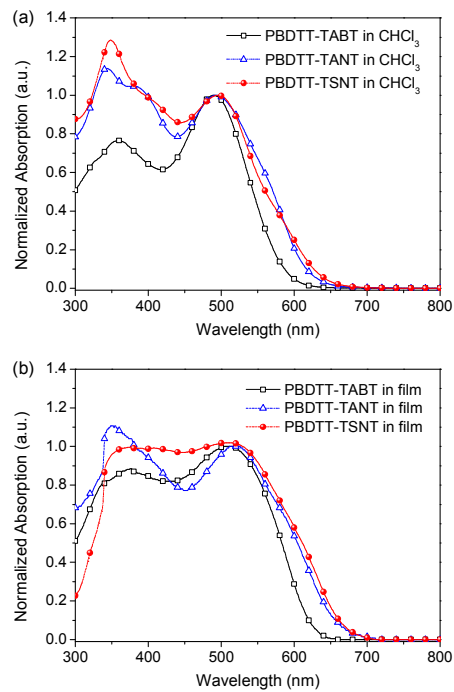 (a)
1.4
1.2
1.0
0.8
0.6
0.4
0.2
0.0
Normalized Absorption (a.u.)
PBDTT-TABT in CHCl₃
PBDTT-TANT in CHCl₃
PBDTT-TSNT in CHCl₃
300 400 500 600 700 800
Wavelength (nm)
(b)
1.4
1.2
1.0
0.8
0.6
0.4
0.2
0.0
Normalized Absorption (a.u.)
PBDTT-TABT in film
PBDTT-TANT in film
PBDTT-TSNT in film
300 400 500 600 700 800
Wavelength (nm)